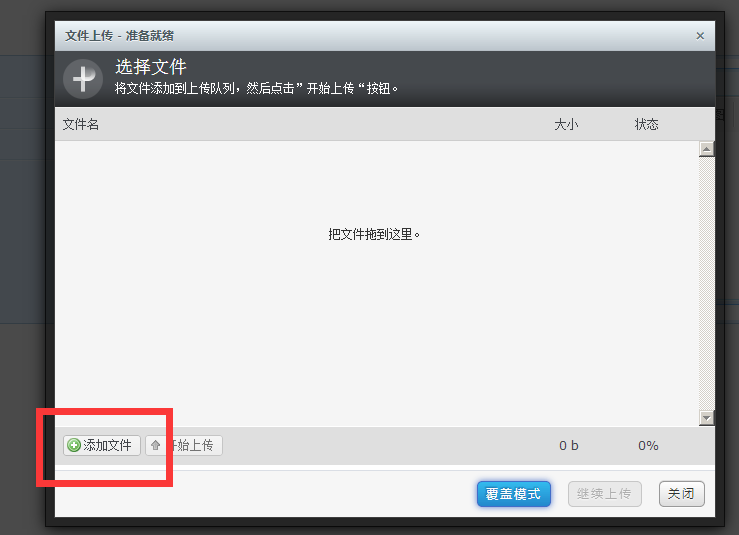 文件上传 - 准备就绪
选择文件
将文件添加到上传队列，然后点击”开始上传“按钮。
文件名 大小 状态
把文件拖到这里。
添加文件 开始上传 0 b 0%
覆盖模式 继续上传 关闭